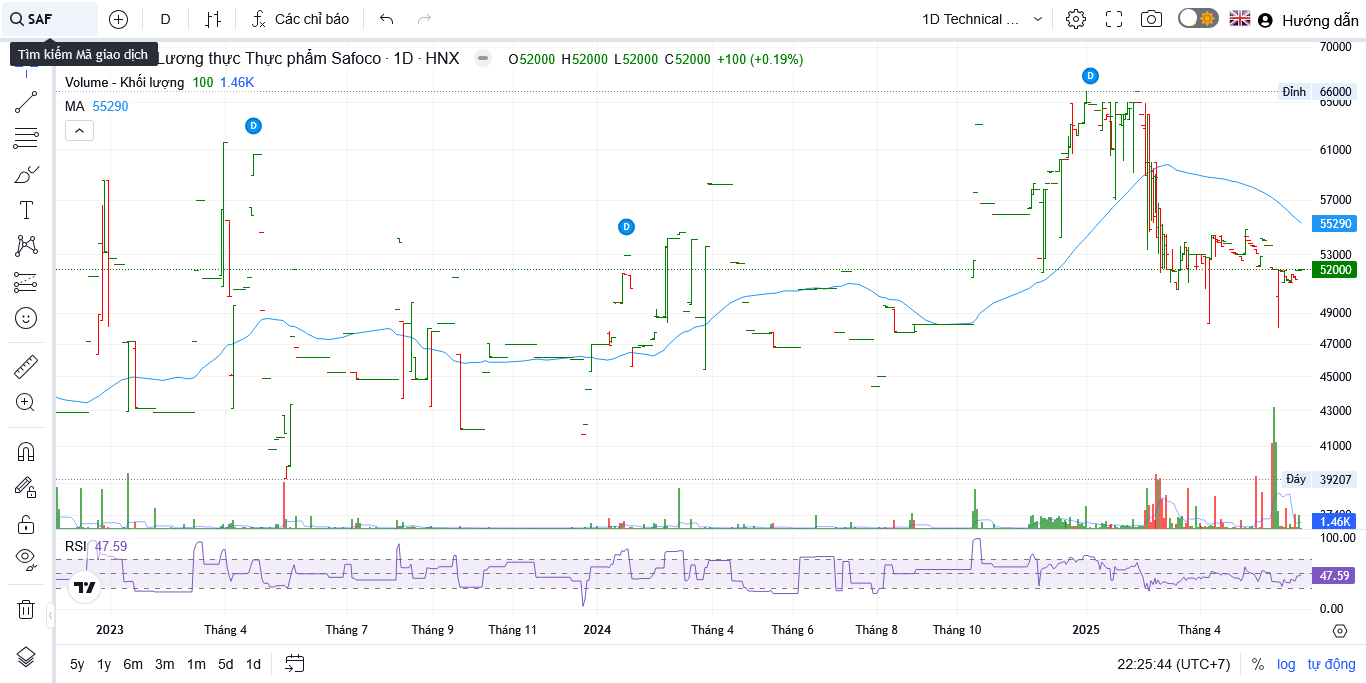 SAF
D
Các chỉ báo
1D Technical ...
Hướng dẫn
Tìm kiếm Mã giao dịch
Lương thực Thực phẩm Safoco · 1D · HNX
O52000 H52000 L52000 C52000 +100 (+0.19%)
Volume - Khối lượng 100 1.46K
MA 55290
D
D
D
70000
Đỉnh 66000
65000
61000
57000
55290
53000
52000
49000
47000
45000
43000
41000
Đáy 39207
1.46K
RSI 47.59
100.00
47.59
0.00
2023 Tháng 4 Tháng 7 Tháng 9 Tháng 11 2024 Tháng 4 Tháng 6 Tháng 8 Tháng 10 2025 Tháng 4
5y 1y 6m 3m 1m 5d 1d
22:25:44 (UTC+7) % log tự động